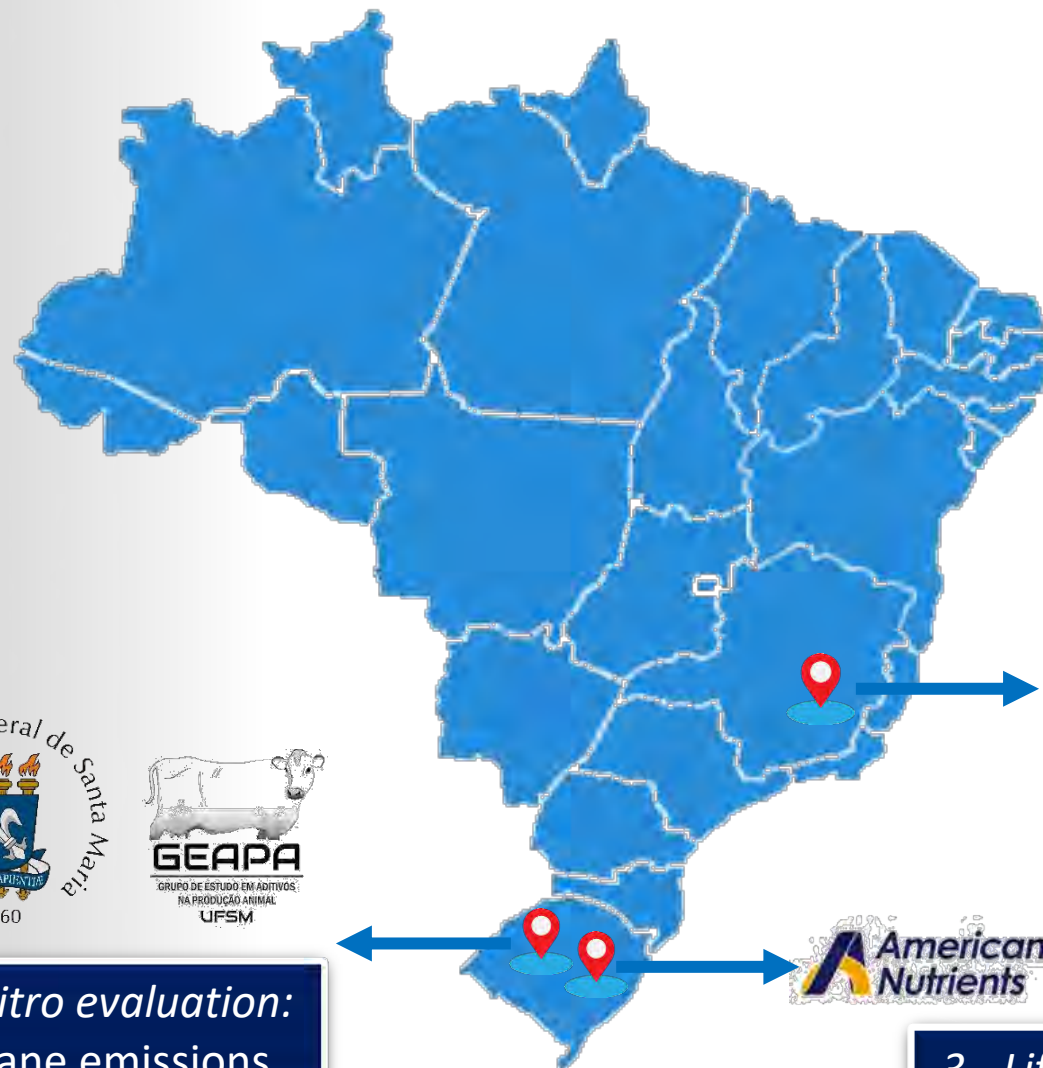 eral de Santa Maria
APIENTIÆ
60
GEAPA
GRUPO DE ESTUDO EM ADITIVOS
NA PRODUÇÃO ANIMAL
UFSM
American
Nutrients
itro evaluation:
ane emissions